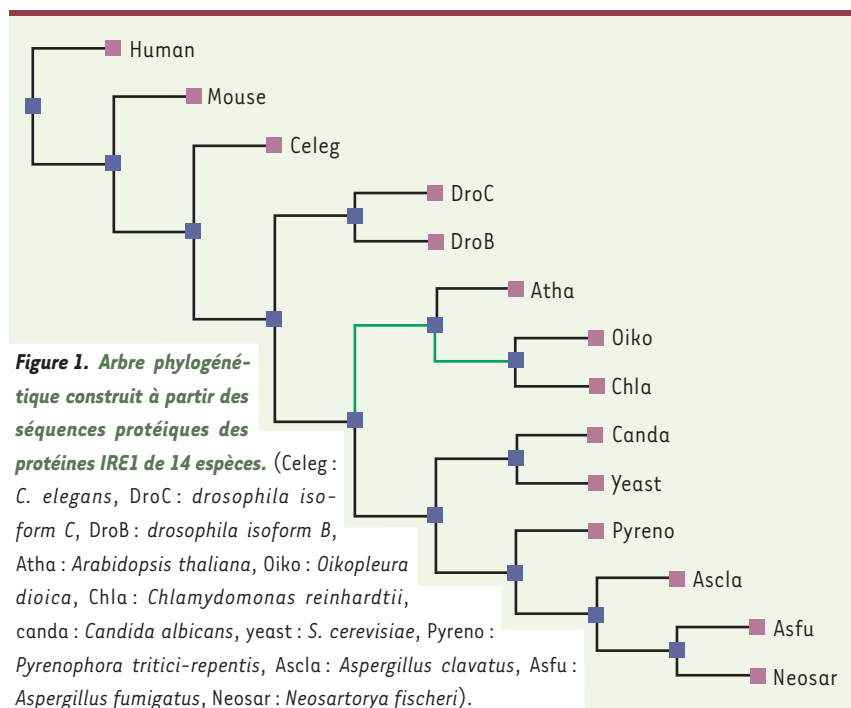 Human
Mouse
Celeg
DroC
DroB
Atha
Oiko
Chla
Canda
Yeast
Pyreno
Ascla
Asfu
Neosar
Figure 1. Arbre phylogéné-
tique construit à partir des
séquences protéiques des
protéines IRE1 de 14 espèces. (Celeg :
C. elegans, DroC : drosophila iso-
form C, DroB : drosophila isoform B,
Atha : Arabidopsis thaliana, Oiko : Oikopleura
dioica, Chla : Chlamydomonas reinhardtii,
canda : Candida albicans, yeast : S. cerevisiae, Pyreno :
Pyrenophora tritici-repentis, Ascla : Aspergillus clavatus, Asfu :
Aspergillus fumigatus, Neosar : Neosartorya fischeri).